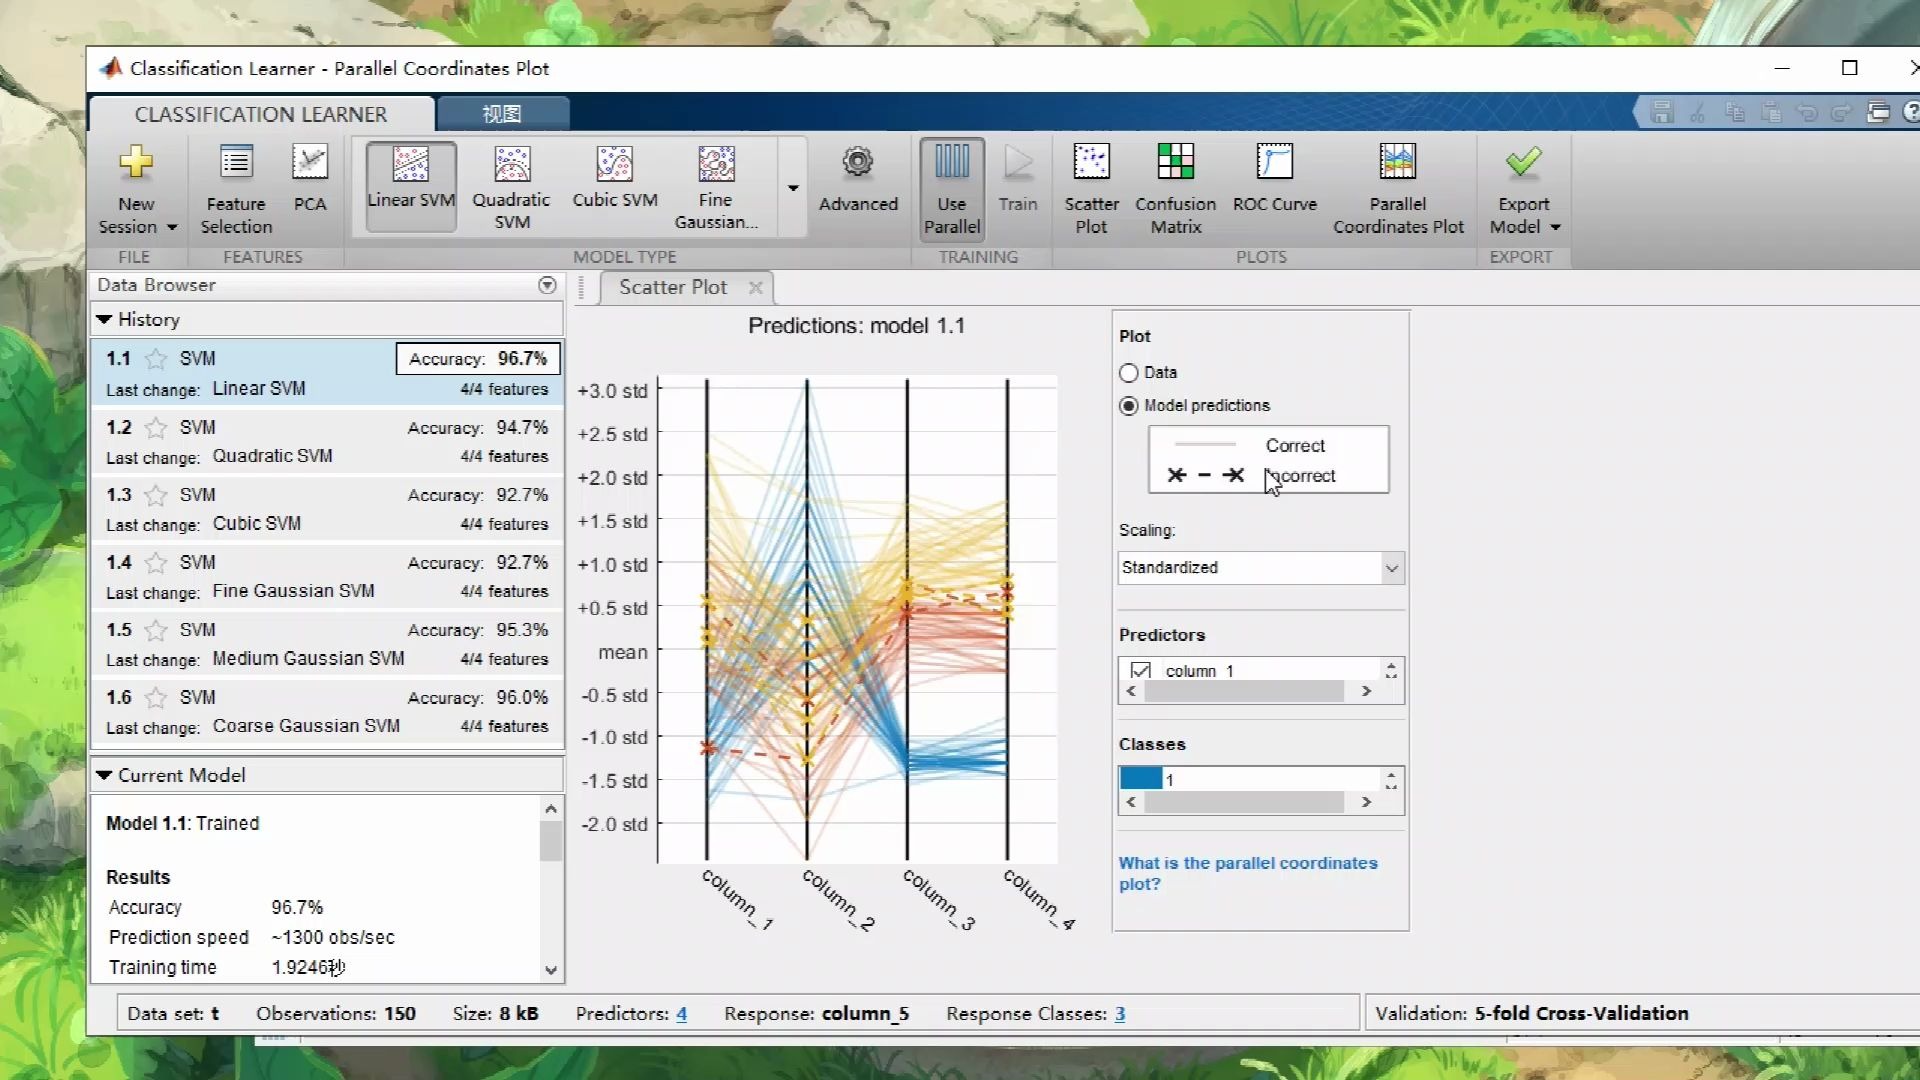 Classification Learner - Parallel Coordinates Plot
CLASSIFICATION LEARNER
视图
New Session
Feature Selection
PCA
Linear SVM
Quadratic SVM
Cubic SVM
Fine Gaussian...
Advanced
Use Parallel
Train
Scatter Plot
Confusion Matrix
ROC Curve
Parallel Coordinates Plot
Export Model
FILE
FEATURES
MODEL TYPE
TRAINING
PLOTS
EXPORT
Data Browser
History
1.1 SVM Accuracy: 96.7%
Last change: Linear SVM 4/4 features
1.2 SVM Accuracy: 94.7%
Last change: Quadratic SVM 4/4 features
1.3 SVM Accuracy: 92.7%
Last change: Cubic SVM 4/4 features
1.4 SVM Accuracy: 92.7%
Last change: Fine Gaussian SVM 4/4 features
1.5 SVM Accuracy: 95.3%
Last change: Medium Gaussian SVM 4/4 features
1.6 SVM Accuracy: 96.0%
Last change: Coarse Gaussian SVM 4/4 features
Current Model
Model 1.1: Trained
Results
Accuracy 96.7%
Prediction speed ~1300 obs/sec
Training time 1.9246秒
Scatter Plot
Predictions: model 1.1
+3.0 std
+2.5 std
+2.0 std
+1.5 std
+1.0 std
+0.5 std
mean
-0.5 std
-1.0 std
-1.5 std
-2.0 std
column_1
column_2
column_3
column_4
Plot
Data
Model predictions
Correct
Incorrect
Scaling:
Standardized
Predictors
column_1
Classes
1
What is the parallel coordinates
plot?
Data set: t Observations: 150 Size: 8 kB Predictors: 4 Response: column_5 Response Classes: 3
Validation: 5-fold Cross-Validation